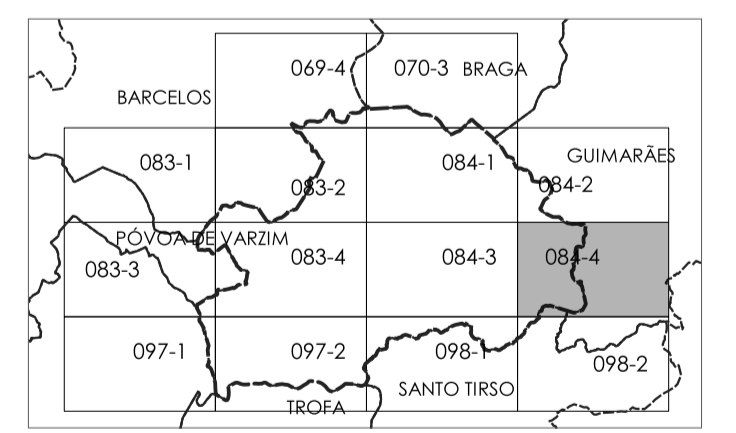 069-4 070-3 BRAGA
BARCELOS
083-1 084-1 GUIMARÃES
083-2 084-2
PÓVOA DE VARZIM
083-3 083-4 084-3 084-4
097-1 097-2 098-1 098-2
SANTO TIRSO
TROFA